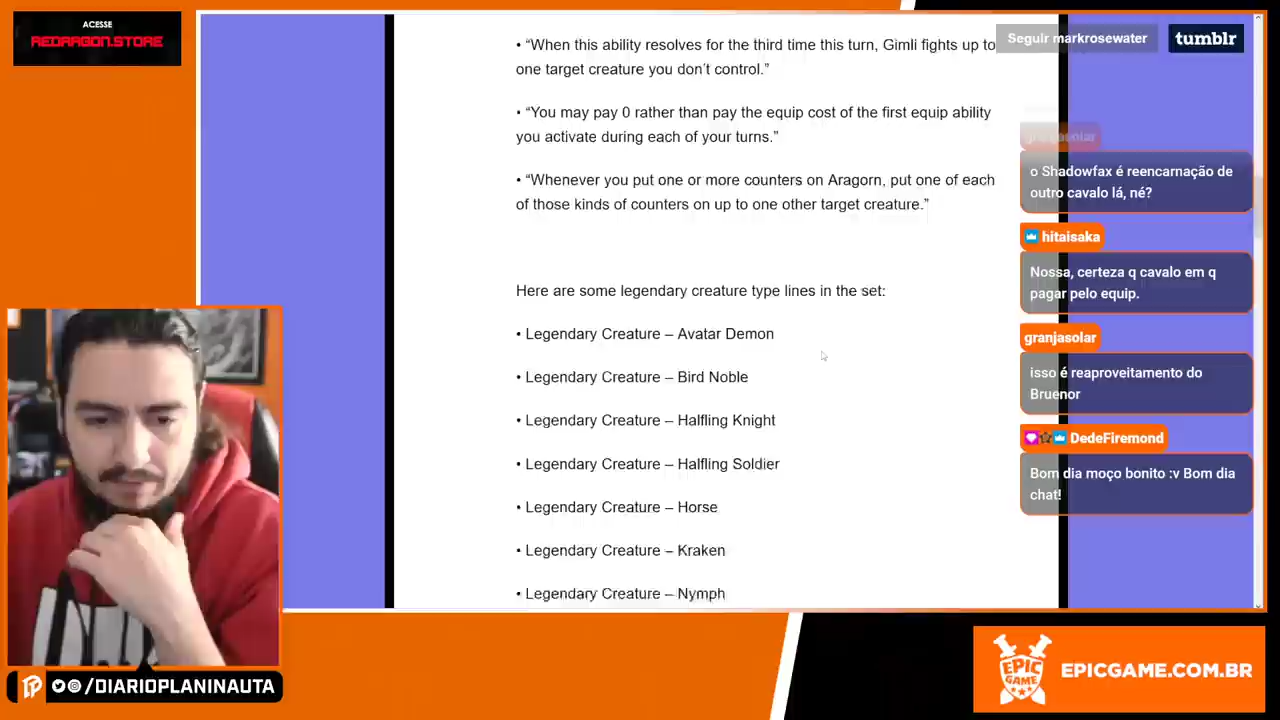 ACESSE
REDRAGON.STORE
• “When this ability resolves for the third time this turn, Gimli fights up to
one target creature you don’t control.”
• “You may pay 0 rather than pay the equip cost of the first equip ability
you activate during each of your turns.”
• “Whenever you put one or more counters on Aragorn, put one of each
of those kinds of counters on up to one other target creature.”
Here are some legendary creature type lines in the set:
• Legendary Creature – Avatar Demon
• Legendary Creature – Bird Noble
• Legendary Creature – Halfling Knight
• Legendary Creature – Halfling Soldier
• Legendary Creature – Horse
• Legendary Creature – Kraken
• Legendary Creature – Nymph
Seguir markrosewater
tumblr
granjasolar
o Shadowfax é reencarnação de
outro cavalo lá, né?
hitaisaka
Nossa, certeza q cavalo em q
pagar pelo equip.
granjasolar
isso é reaproveitamento do
Bruenor
DedeFiremond
Bom dia moço bonito :v Bom dia
chat!
/DIARIOPLANINAUTA
EPIC
GAME
EPICGAME.COM.BR